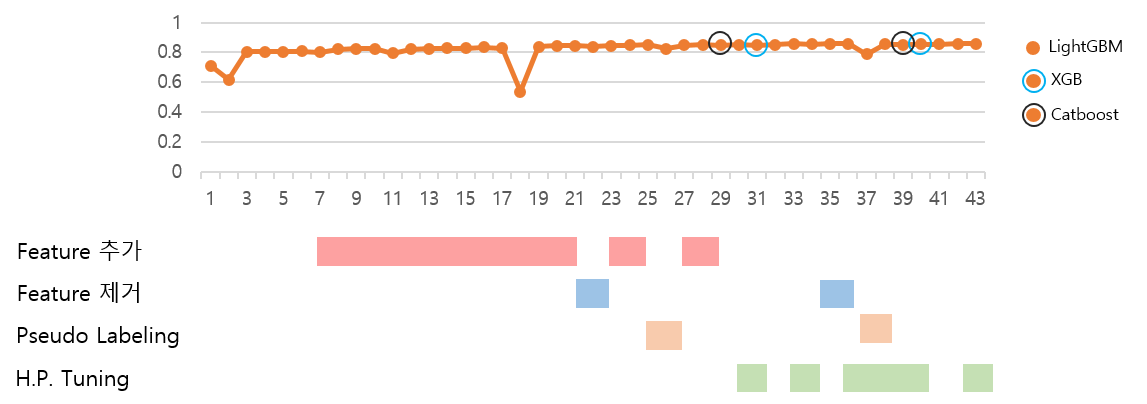 1
0.8
0.6
0.4
0.2
0
1 3 5 7 9 11 13 15 17 19 21 23 25 27 29 31 33 35 37 39 41 43
LightGBM
XGB
Catboost
Feature 추가
Feature 제거
Pseudo Labeling
H.P. Tuning